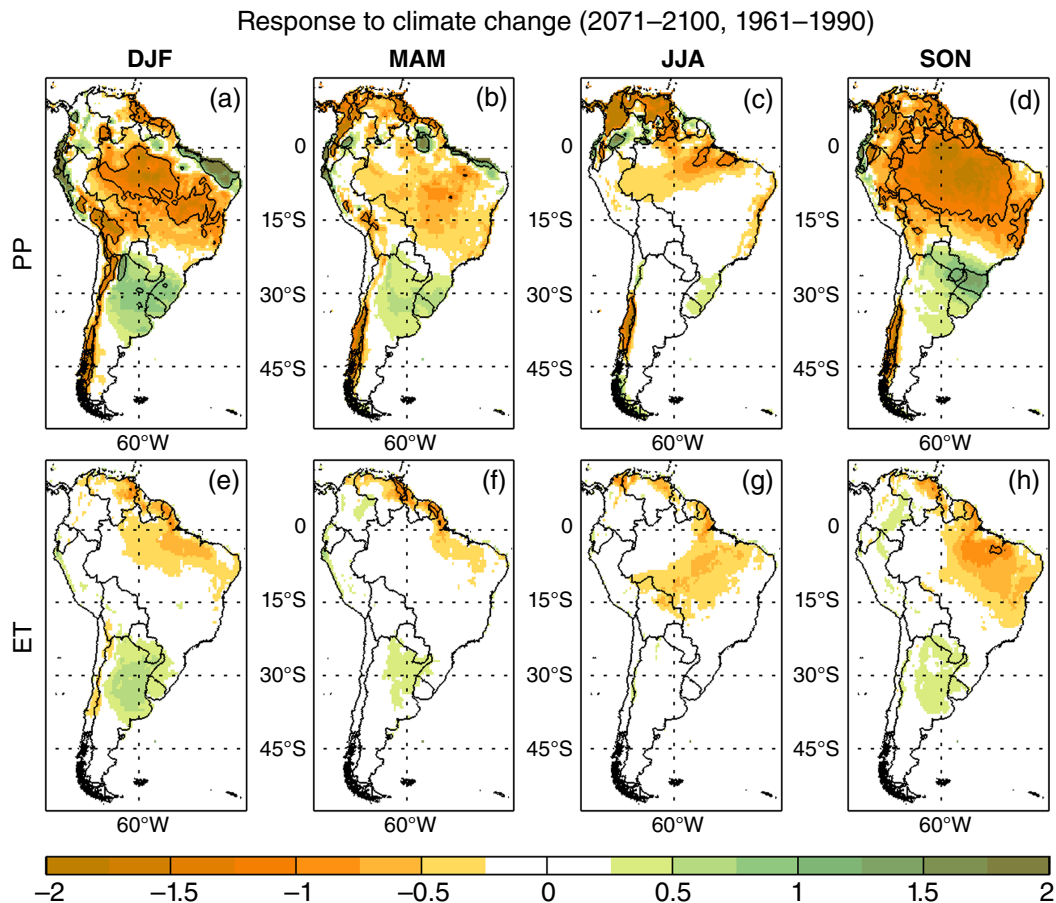 Response to climate change (2071–2100, 1961–1990)
DJF MAM JJA SON
PP
(a) (b) (c) (d)
0 0 0
15°S 15°S 15°S
30°S 30°S 30°S
45°S 45°S 45°S
60°W 60°W 60°W 60°W
ET
(e) (f) (g) (h)
0 0 0
15°S 15°S 15°S
30°S 30°S 30°S
45°S 45°S 45°S
60°W 60°W 60°W 60°W
−2 −1.5 −1 −0.5 0 0.5 1 1.5 2